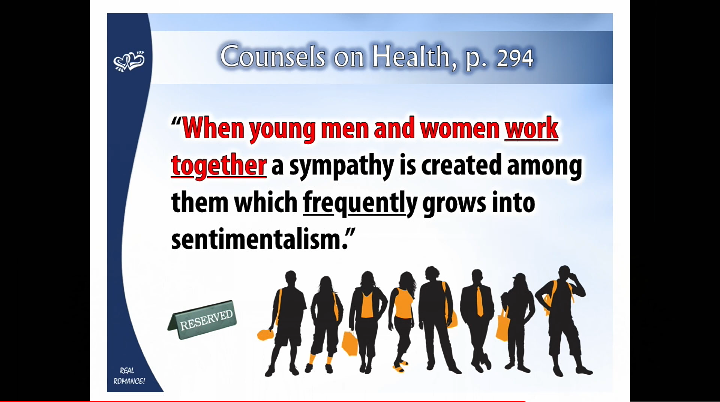 Counsels on Health, p. 294
“When young men and women work
together a sympathy is created among
them which frequently grows into
sentimentalism.”
RESERVED
REAL
ROMANCE!